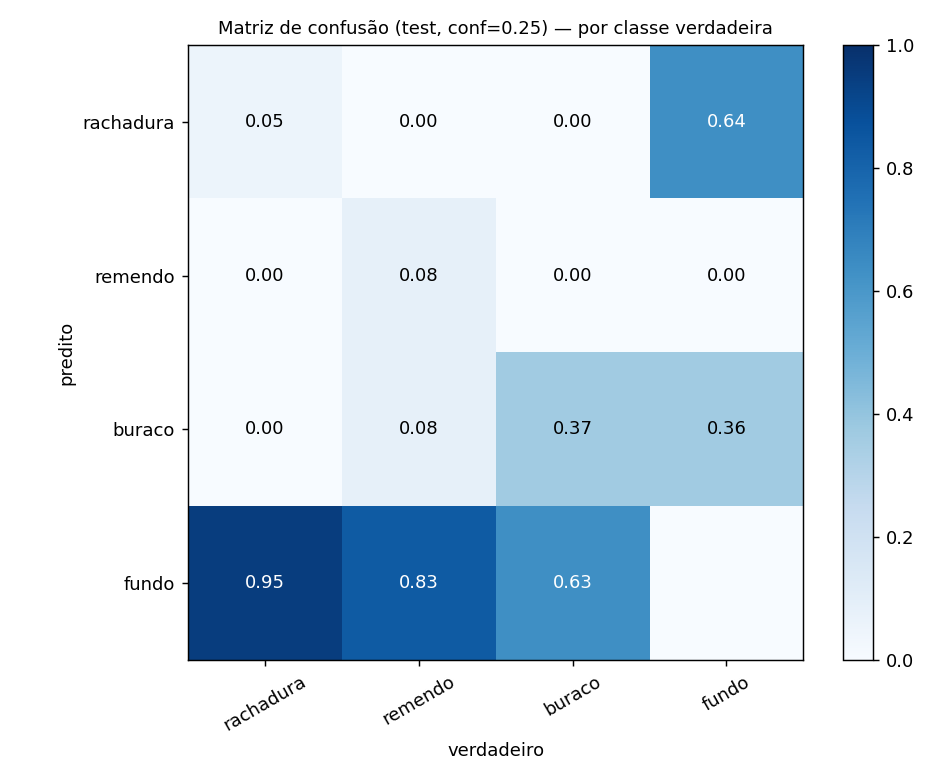 Matriz de confusão (test, conf=0.25) — por classe verdadeira
1.0
rachadura 0.05 0.00 0.00 0.64
0.8
remendo 0.00 0.08 0.00 0.00
0.6
predito
0.4
buraco 0.00 0.08 0.37 0.36
0.2
fundo 0.95 0.83 0.63
0.0
rachadura remendo buraco fundo
verdadeiro